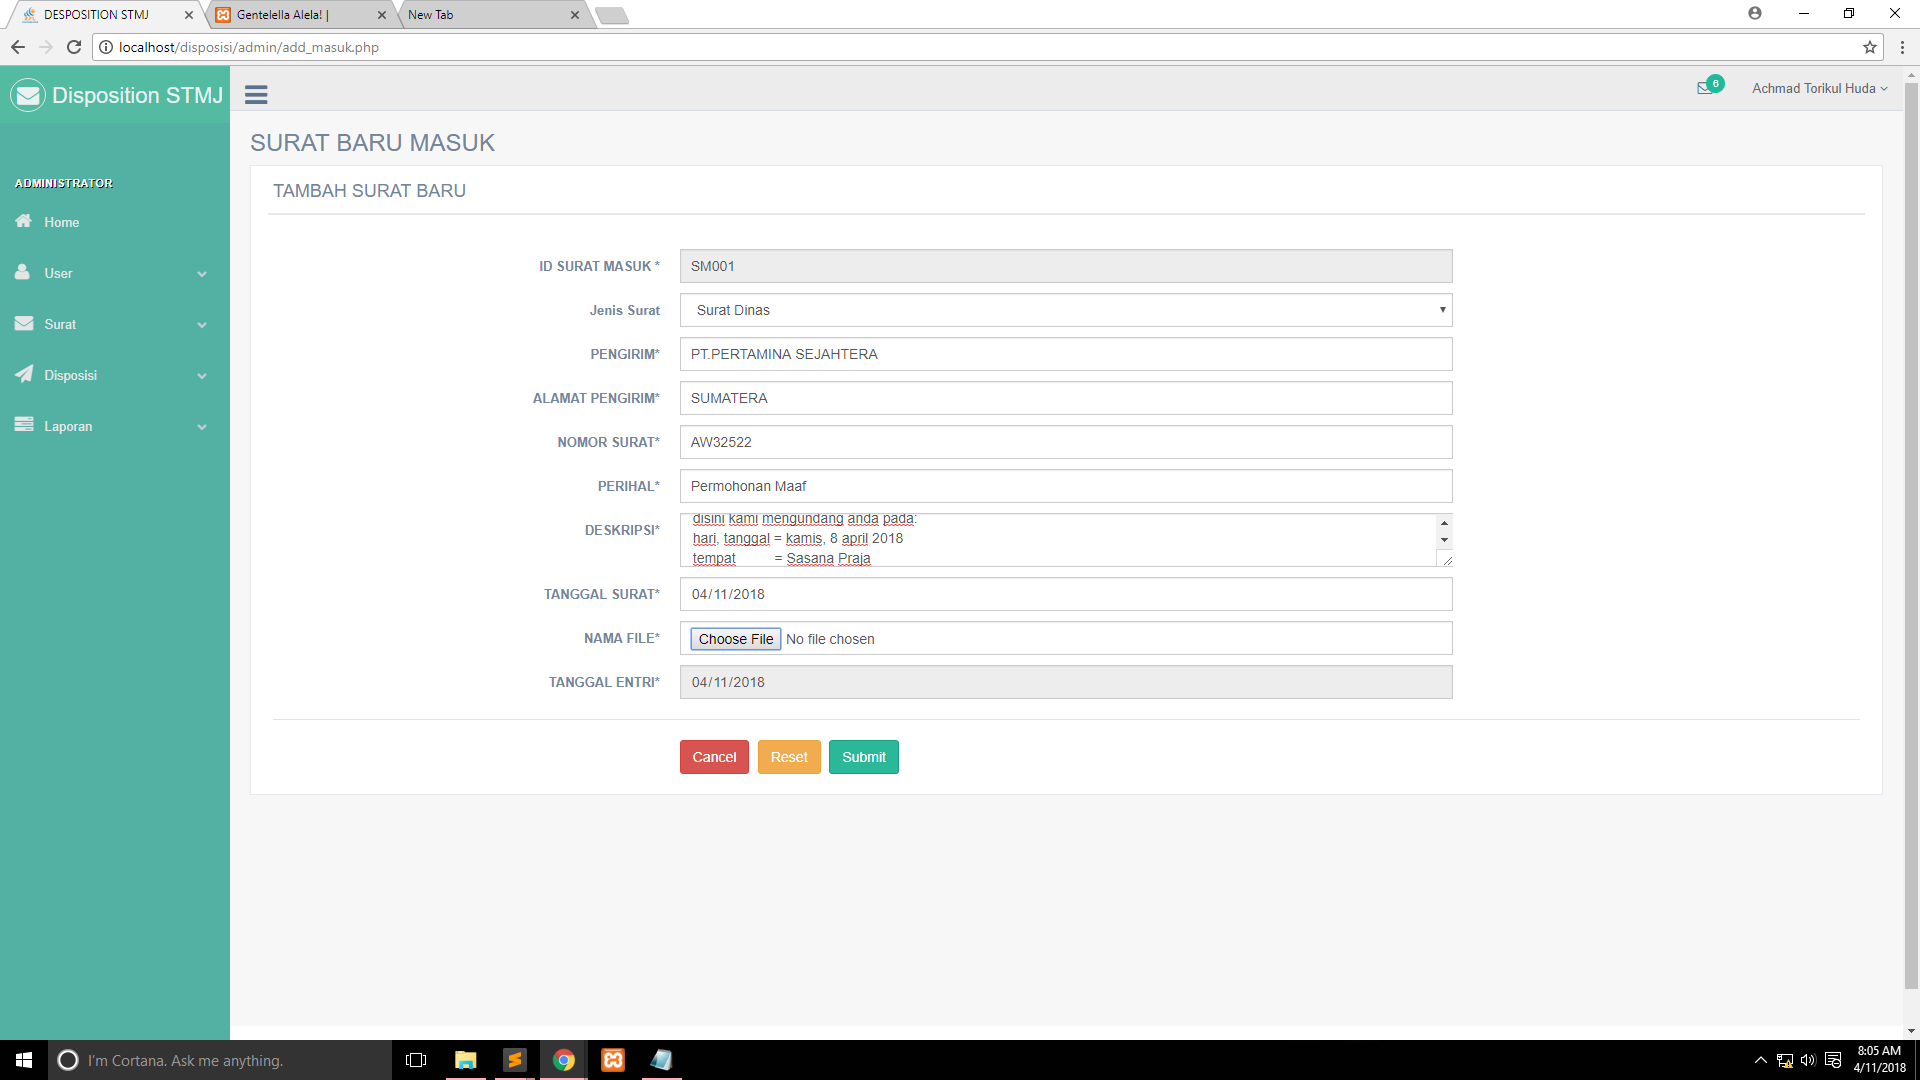 DESPOSITION STMJ
Gentelella Alela! |
New Tab
localhost/disposisi/admin/add_masuk.php
Disposition STMJ
6
Achmad Torikul Huda
SURAT BARU MASUK
ADMINISTRATOR
TAMBAH SURAT BARU
Home
User
Surat
Disposisi
Laporan
ID SURAT MASUK * SM001
Jenis Surat Surat Dinas
PENGIRIM* PT.PERTAMINA SEJAHTERA
ALAMAT PENGIRIM* SUMATERA
NOMOR SURAT* AW32522
PERIHAL* Permohonan Maaf
DESKRIPSI* disini kami mengundang anda pada:
hari, tanggal = kamis, 8 april 2018
tempat = Sasana Praja
TANGGAL SURAT* 04/11/2018
NAMA FILE* Choose File No file chosen
TANGGAL ENTRI* 04/11/2018
Cancel Reset Submit
I'm Cortana. Ask me anything.
8:05 AM
4/11/2018